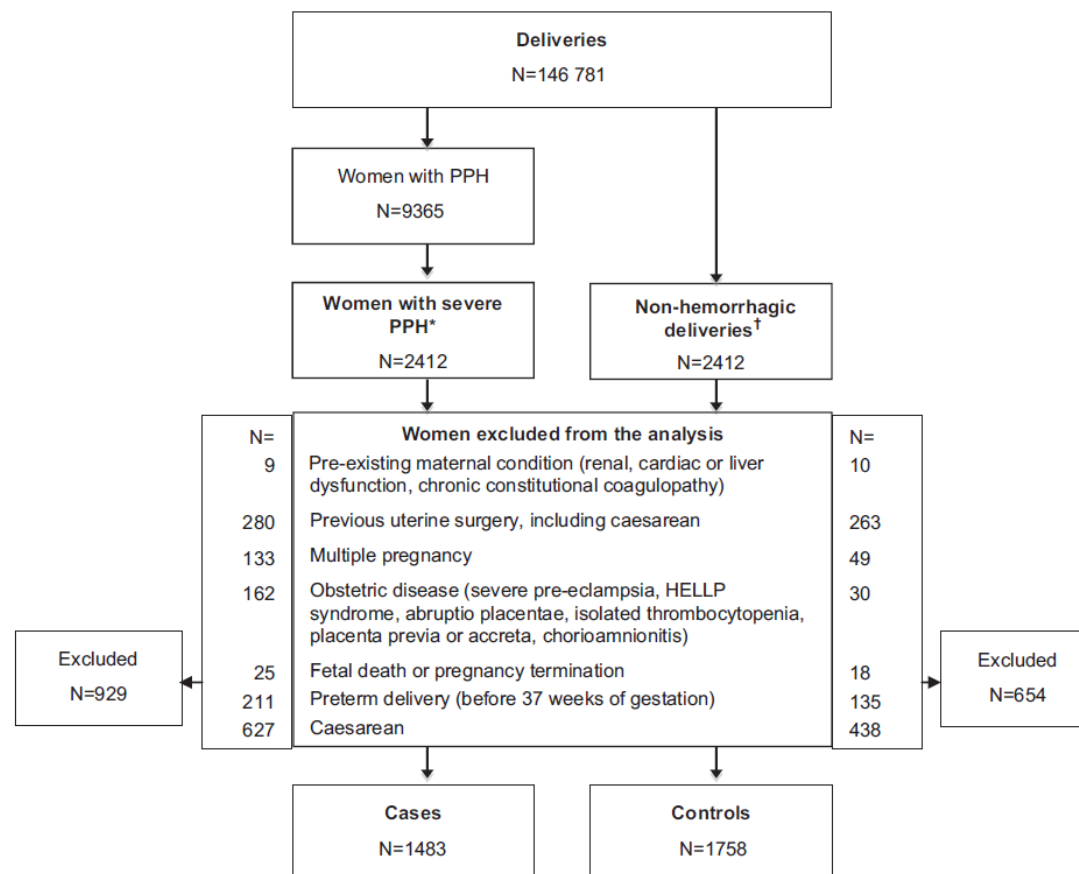 Deliveries
N=146 781
Women with PPH
N=9365
Women with severe
PPH*
N=2412
Non-hemorrhagic
deliveries†
N=2412
N=
Women excluded from the analysis
N=
9
Pre-existing maternal condition (renal, cardiac or liver
dysfunction, chronic constitutional coagulopathy)
10
280
Previous uterine surgery, including caesarean
263
133
Multiple pregnancy
49
162
Obstetric disease (severe pre-eclampsia, HELLP
syndrome, abruptio placentae, isolated thrombocytopenia,
placenta previa or accreta, chorioamnionitis)
30
25
Fetal death or pregnancy termination
18
211
Preterm delivery (before 37 weeks of gestation)
135
627
Caesarean
438
Excluded
N=929
Excluded
N=654
Cases
N=1483
Controls
N=1758